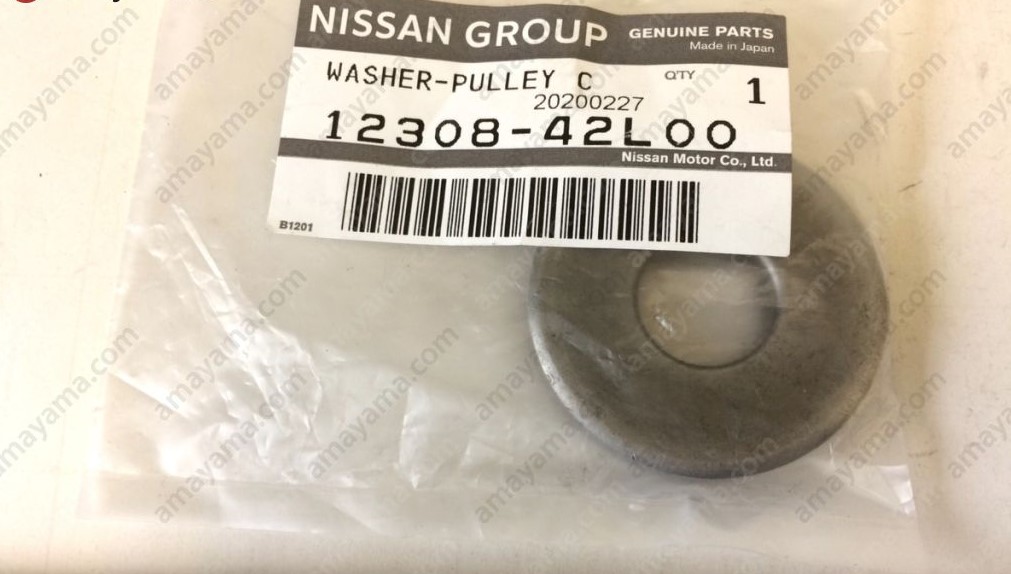 NISSAN GROUP GENUINE PARTS
Made in Japan
WASHER-PULLEY C QTY 1
20200227
12308-42L00
Nissan Motor Co., Ltd.
B1201
amayama.com